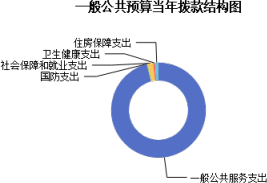 一般公共预算当年拨款结构图
住房保障支出
卫生健康支出
社会保障和就业支出
国防支出
一般公共服务支出